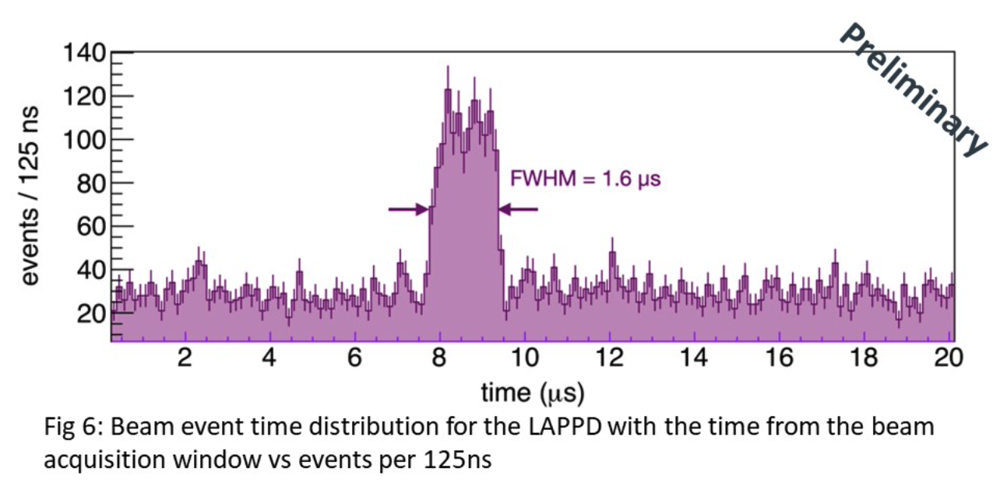 Preliminary
140
120
100
80
60
40
20
events / 125 ns
FWHM = 1.6 μs
2 4 6 8 10 12 14 16 18 20
time (μs)
Fig 6: Beam event time distribution for the LAPPD with the time from the beam
acquisition window vs events per 125ns